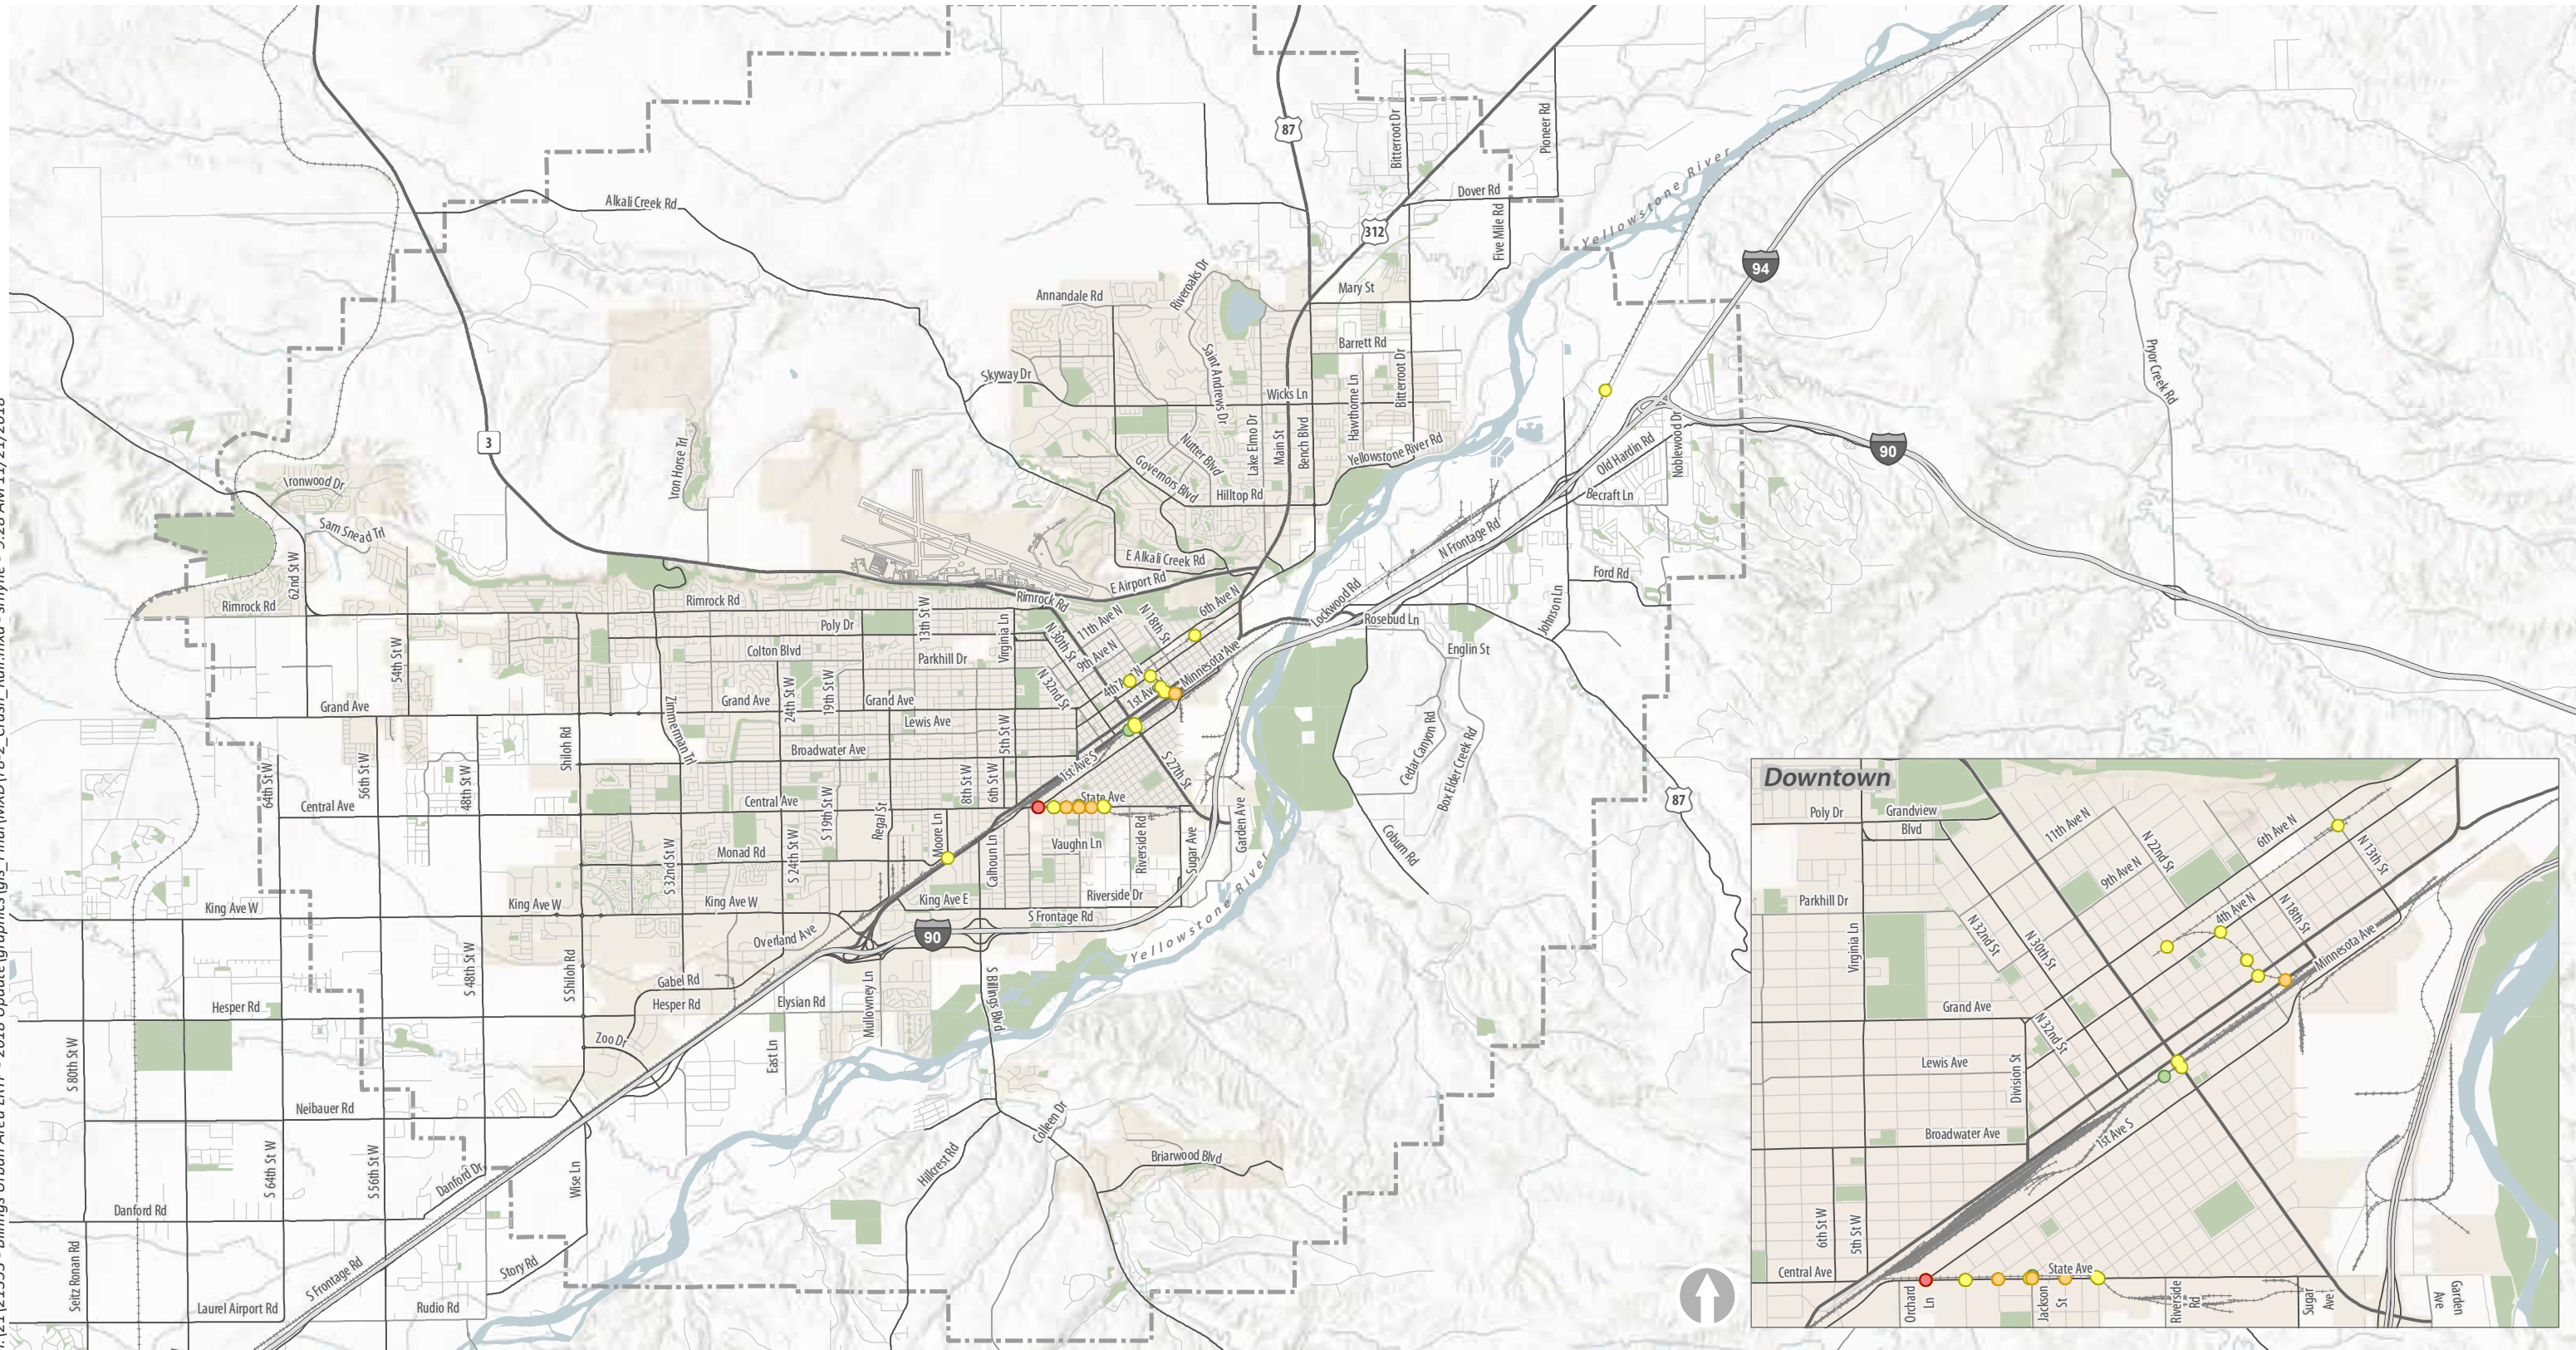 87
Bitterroot Dr
Pioneer Rd
Yellowstone River
Alkali Creek Rd
Dover Rd
312
Five Mile Rd
94
Riveroaks Dr
Annandale Rd
Mary St
Barrett Rd
Saint Andrews Dr
Skyway Dr
Wicks Ln
Hawthorne Ln
Bitterroot Dr
Pryor Creek Rd
Lake Elmo Dr
Main St
Bench Blvd
3
Iron Horse Trl
Nutter Blvd
Governors Blvd
Yellowstone River Rd
Old Hardin Rd
Noblewood Dr
90
Ironwood Dr
Hilltop Rd
Becraft Ln
Sam Snead Trl
N Frontage Rd
62nd St W
E Alkali Creek Rd
E Airport Rd
Ford Rd
Rimrock Rd
Rimrock Rd
Rimrock Rd
Lockwood Rd
Johnson Ln
Poly Dr
13th St W
Virginia Ln
N 30th St
11th Ave N
N 18th St
6th Ave N
Rosebud Ln
54th St W
Colton Blvd
Parkhill Dr
9th Ave N
Englin St
N 32nd St
4th Ave N
Minnesota Ave
Grand Ave
Zimmerman Trl
Grand Ave
24th St W
19th St W
Grand Ave
1st Ave
Lewis Ave
Shiloh Rd
5th St W
Broadwater Ave
Cedar Canyon Rd
Box Elder Creek Rd
64th St W
56th St W
48th St W
8th St W
6th St W
1st Ave S
S 27th St
Central Ave
Central Ave
State Ave
87
S 19th St W
Regal St
Moore Ln
Calhoun Ln
Vaughn Ln
Riverside Rd
Sugar Ave
Garden Ave
Coburn Rd
Monad Rd
S 32nd St W
S 24th St W
King Ave W
King Ave W
King Ave W
King Ave E
Riverside Dr
S Frontage Rd
90
Overland Ave
Yellowstone River
S 48th St W
S Shiloh Rd
Gabel Rd
Hesper Rd
Hesper Rd
Elysian Rd
Mullowney Ln
S Billings Blvd
Zoo Dr
East Ln
S 80th St W
Neibauer Rd
Colleen Dr
Hillcrest Rd
Briarwood Blvd
S 64th St W
S 56th St W
Danford Dr
Wise Ln
Danford Rd
Seitz Ronan Rd
S Frontage Rd
Story Rd
Laurel Airport Rd
Rudio Rd
Downtown
Poly Dr
Grandview
Blvd
11th Ave N
N 22nd St
6th Ave N
N 13th St
9th Ave N
Parkhill Dr
Virginia Ln
N 32nd St
N 30th St
4th Ave N
N 18th St
Minnesota Ave
Grand Ave
N 32nd St
Lewis Ave
Division St
Broadwater Ave
1st Ave S
6th St W
5th St W
Central Ave
State Ave
Orchard
Ln
Jackson
St
Riverside
Rd
Sugar
Ave
Garden
Ave